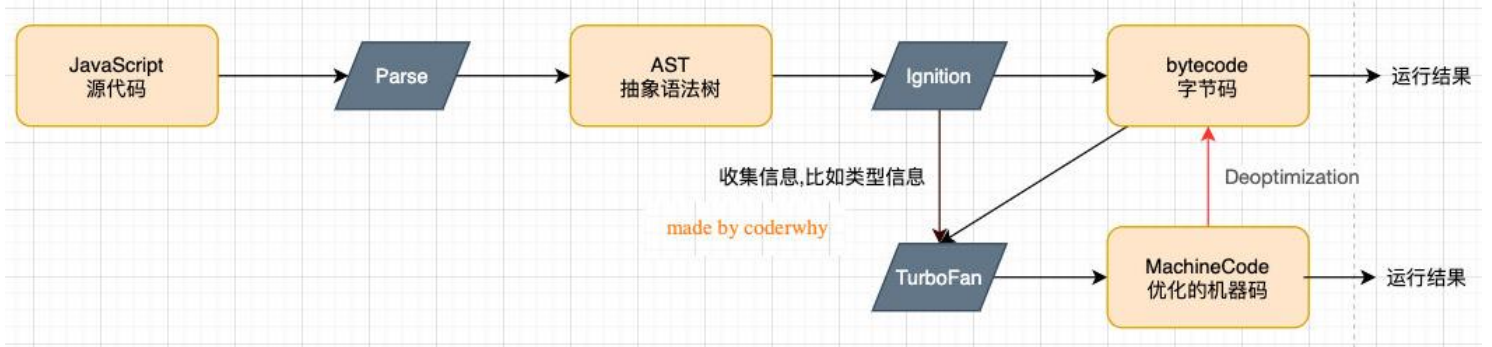 JavaScript
源代码
Parse
AST
抽象语法树
Ignition
bytecode
字节码
运行结果
收集信息,比如类型信息
Deoptimization
made by coderwhy
TurboFan
MachineCode
优化的机器码
运行结果